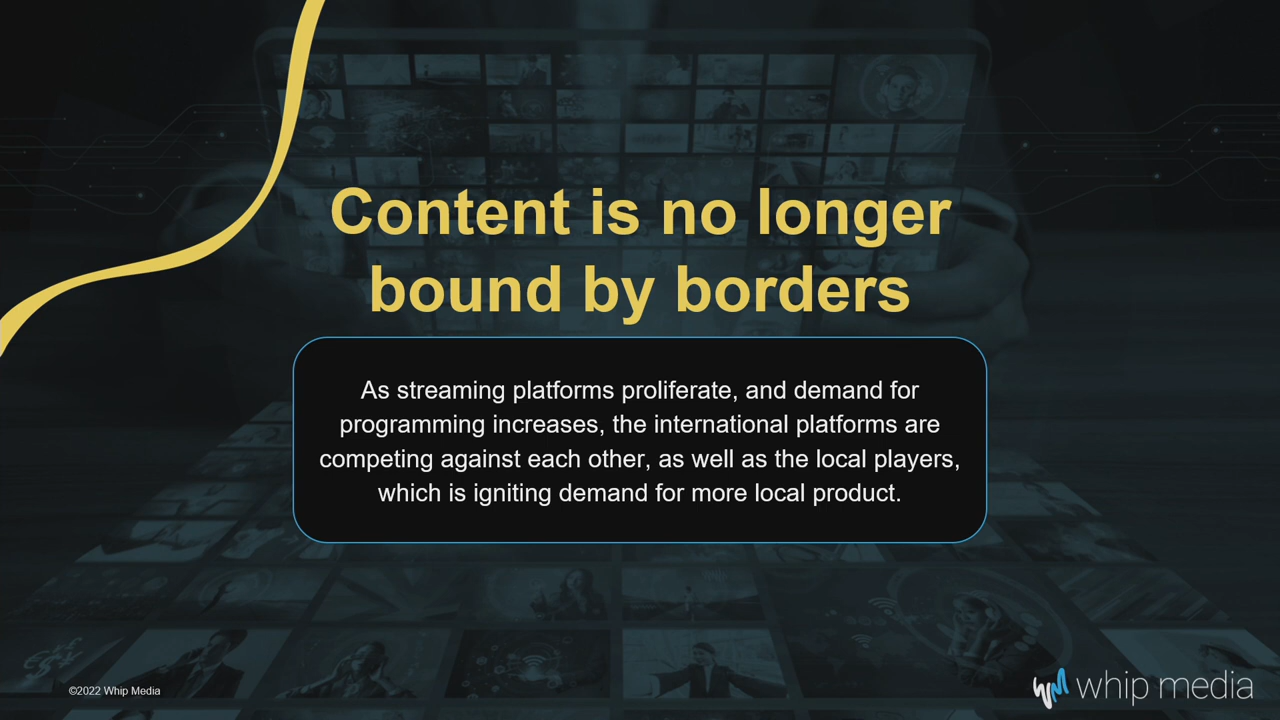 Content is no longer
bound by borders
As streaming platforms proliferate, and demand for
programming increases, the international platforms are
competing against each other, as well as the local players,
which is igniting demand for more local product.
©2022 Whip Media
whip media